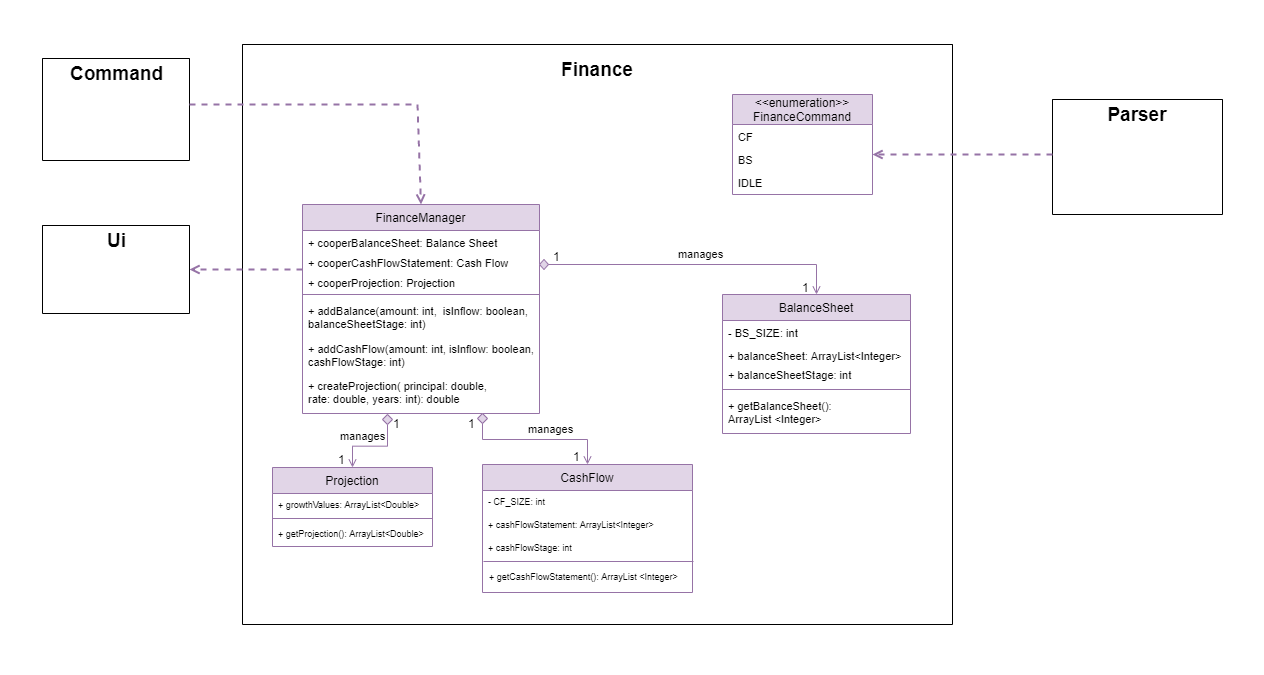 Command
Finance
<<enumeration>>
FinanceCommand
CF
BS
IDLE
Parser
Ui
FinanceManager
+ cooperBalanceSheet: Balance Sheet
+ cooperCashFlowStatement: Cash Flow
+ cooperProjection: Projection
+ addBalance(amount: int,  isInflow: boolean,
balanceSheetStage: int)
+ addCashFlow(amount: int, isInflow: boolean,
cashFlowStage: int)
+ createProjection( principal: double,
rate: double, years: int): double
1
manages
1
BalanceSheet
- BS_SIZE: int
+ balanceSheet: ArrayList<Integer>
+ balanceSheetStage: int
+ getBalanceSheet():
ArrayList <Integer>
1
manages
1
Projection
+ growthValues: ArrayList<Double>
+ getProjection(): ArrayList<Double>
1
manages
1
CashFlow
- CF_SIZE: int
+ cashFlowStatement: ArrayList<Integer>
+ cashFlowStage: int
+ getCashFlowStatement(): ArrayList <Integer>